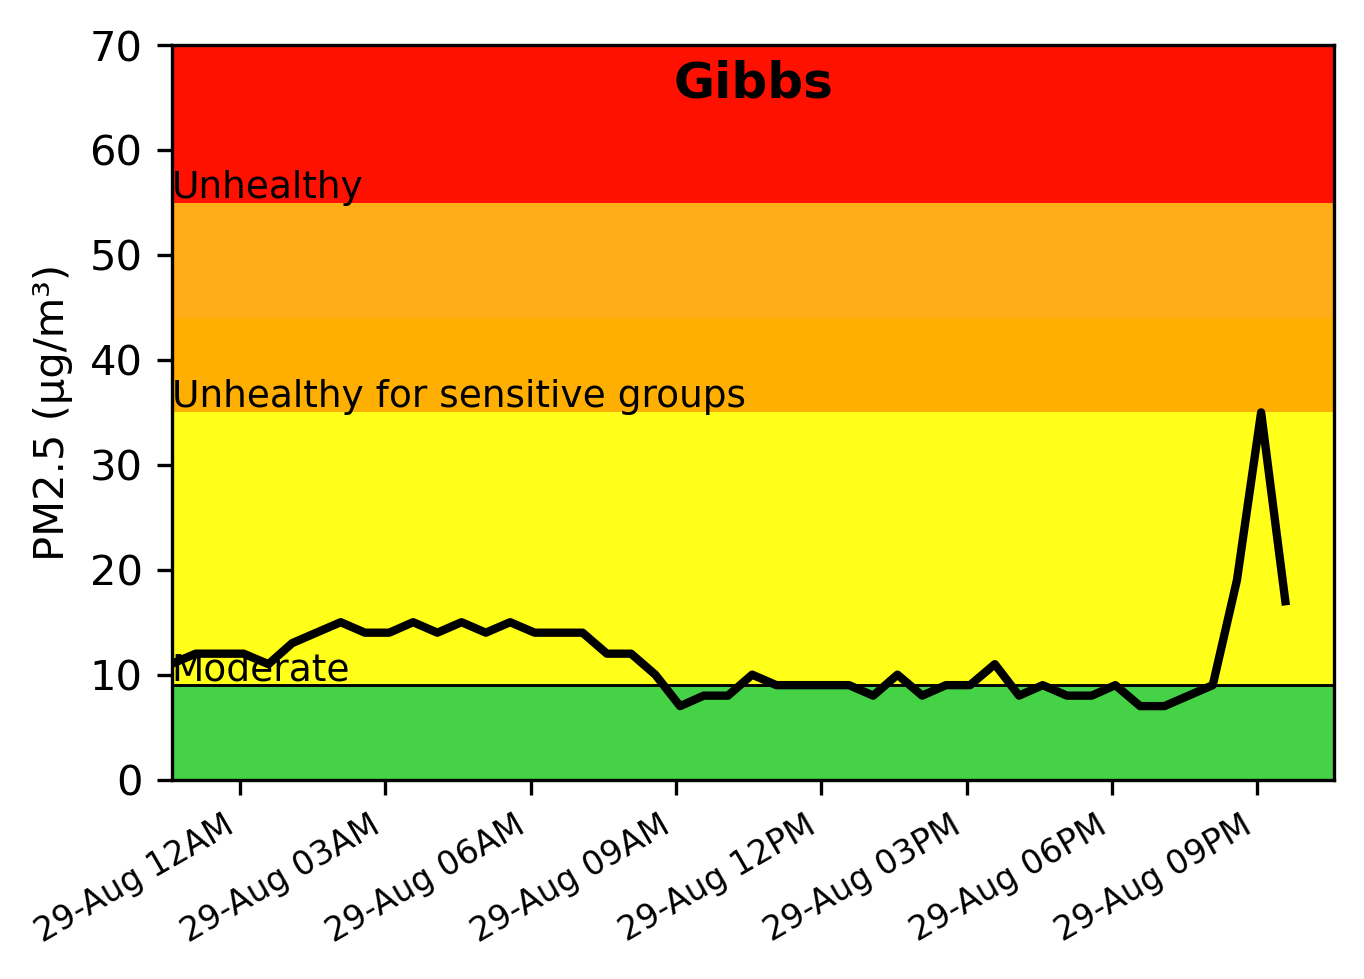 Gibbs
70
60
50
40
30
20
10
0
PM2.5 (µg/m³)
Unhealthy
Unhealthy for sensitive groups
Moderate
29-Aug 12AM
29-Aug 03AM
29-Aug 06AM
29-Aug 09AM
29-Aug 12PM
29-Aug 03PM
29-Aug 06PM
29-Aug 09PM